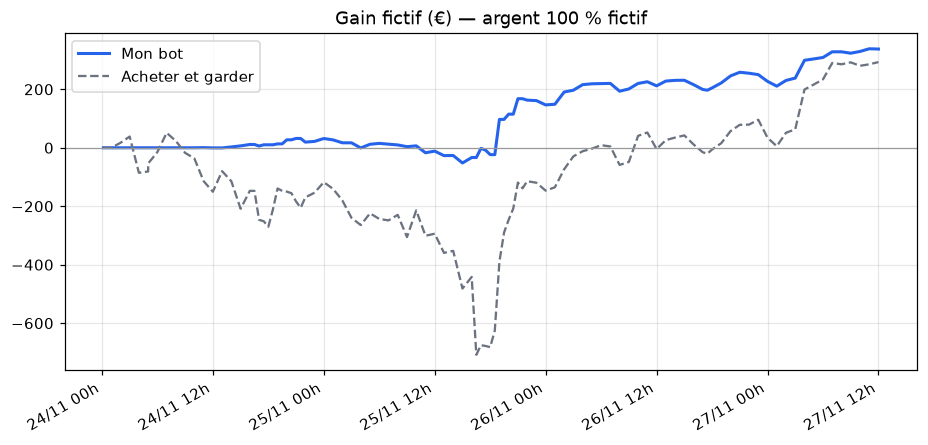 Gain fictif (€) — argent 100 % fictif
Mon bot
Acheter et garder
200
0
−200
−400
−600
24/11 00h
24/11 12h
25/11 00h
25/11 12h
26/11 00h
26/11 12h
27/11 00h
27/11 12h